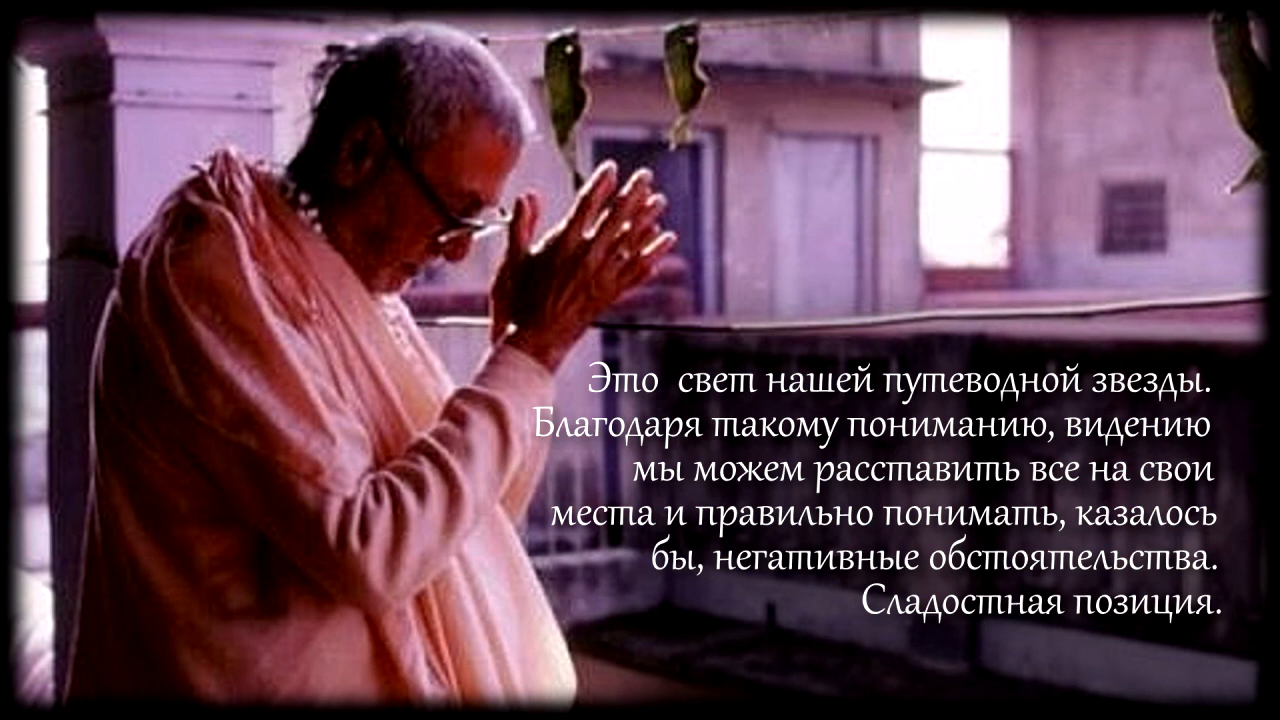 Это свет нашей путеводной звезды.
Благодаря такому пониманию, видению
мы можем расставить все на свои
места и правильно понимать, казалось
бы, негативные обстоятельства.
Сладостная позиция.